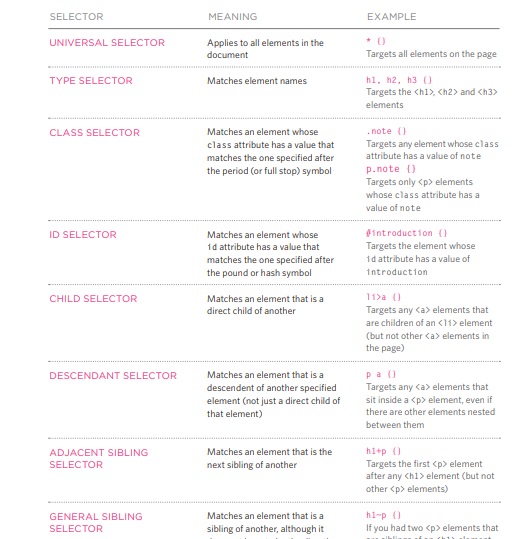 SELECTOR MEANING EXAMPLE
UNIVERSAL SELECTOR
Applies to all elements in the
document
* {}
Targets all elements on the page
TYPE SELECTOR
Matches element names
h1, h2, h3 {}
Targets the <h1>, <h2> and <h3>
elements
CLASS SELECTOR
Matches an element whose
class attribute has a value that
matches the one specified after
the period (or full stop) symbol
.note {}
Targets any element whose class
attribute has a value of note
p.note {}
Targets only <p> elements
whose class attribute has a
value of note
ID SELECTOR
Matches an element whose
id attribute has a value that
matches the one specified after
the pound or hash symbol
#introduction {}
Targets the element whose
id attribute has a value of
introduction
CHILD SELECTOR
Matches an element that is a
direct child of another
li>a {}
Targets any <a> elements that
are children of an <li> element
(but not other <a> elements in
the page)
DESCENDANT SELECTOR
Matches an element that is a
descendent of another specified
element (not just a direct child of
that element)
p a {}
Targets any <a> elements that
sit inside a <p> element, even if
there are other elements nested
between them
ADJACENT SIBLING
SELECTOR
Matches an element that is the
next sibling of another
h1+p {}
Targets the first <p> element
after any <h1> element (but not
other <p> elements)
GENERAL SIBLING
SELECTOR
Matches an element that is a
sibling of another, although it
h1~p {}
If you had two <p> elements that